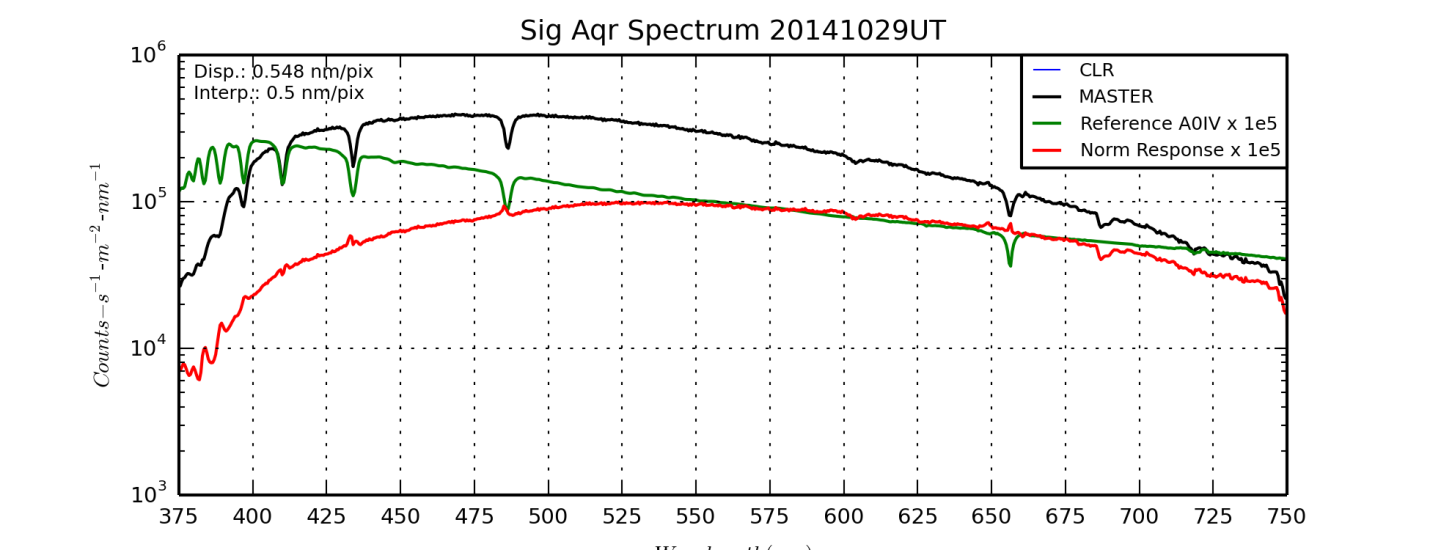 Sig Aqr Spectrum 20141029UT
10^6
Disp.: 0.548 nm/pix
Interp.: 0.5 nm/pix
CLR
MASTER
Reference A0IV x 1e5
Norm Response x 1e5
10^5
10^4
10^3
Counts−s^−1-m^−2-nm^−1
375 400 425 450 475 500 525 550 575 600 625 650 675 700 725 750